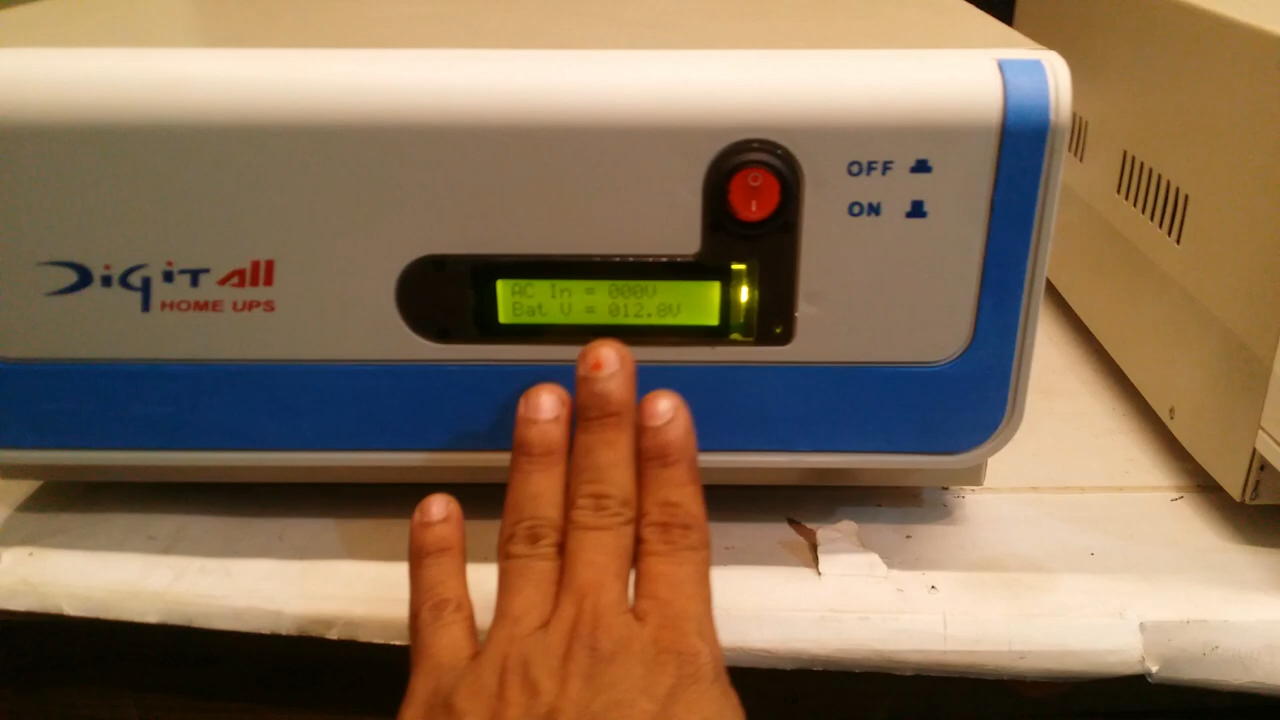 OFF
ON
DiGiTAll
HOME UPS
AC In = 000V
Bat V = 012.8V